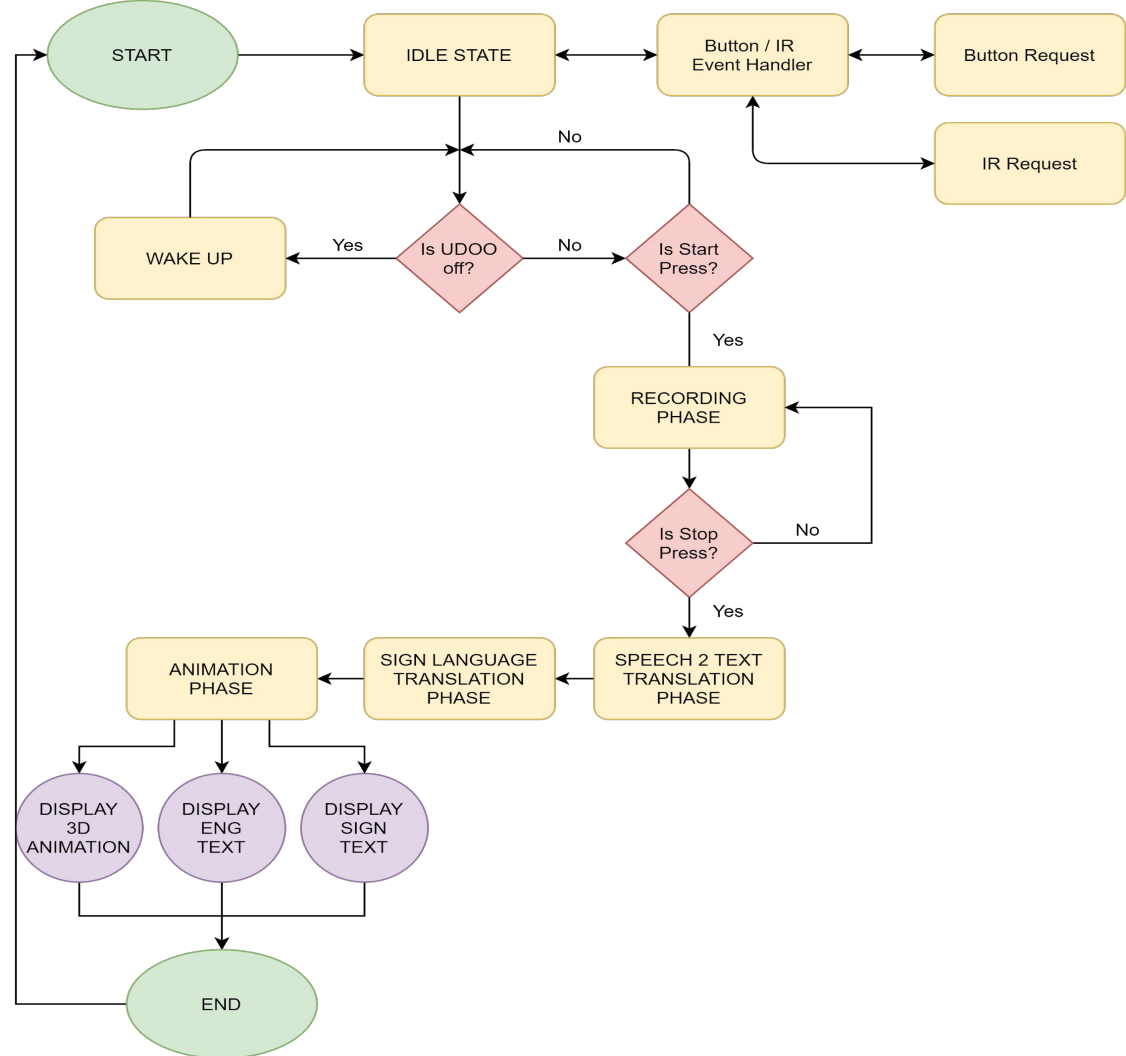 START
IDLE STATE
Button / IR
Event Handler
Button Request
No
IR Request
WAKE UP
Yes
Is UDOO
off?
No
Is Start
Press?
Yes
RECORDING
PHASE
Is Stop
Press?
No
Yes
ANIMATION
PHASE
SIGN LANGUAGE
TRANSLATION
PHASE
SPEECH 2 TEXT
TRANSLATION
PHASE
DISPLAY
3D
ANIMATION
DISPLAY
ENG
TEXT
DISPLAY
SIGN
TEXT
END